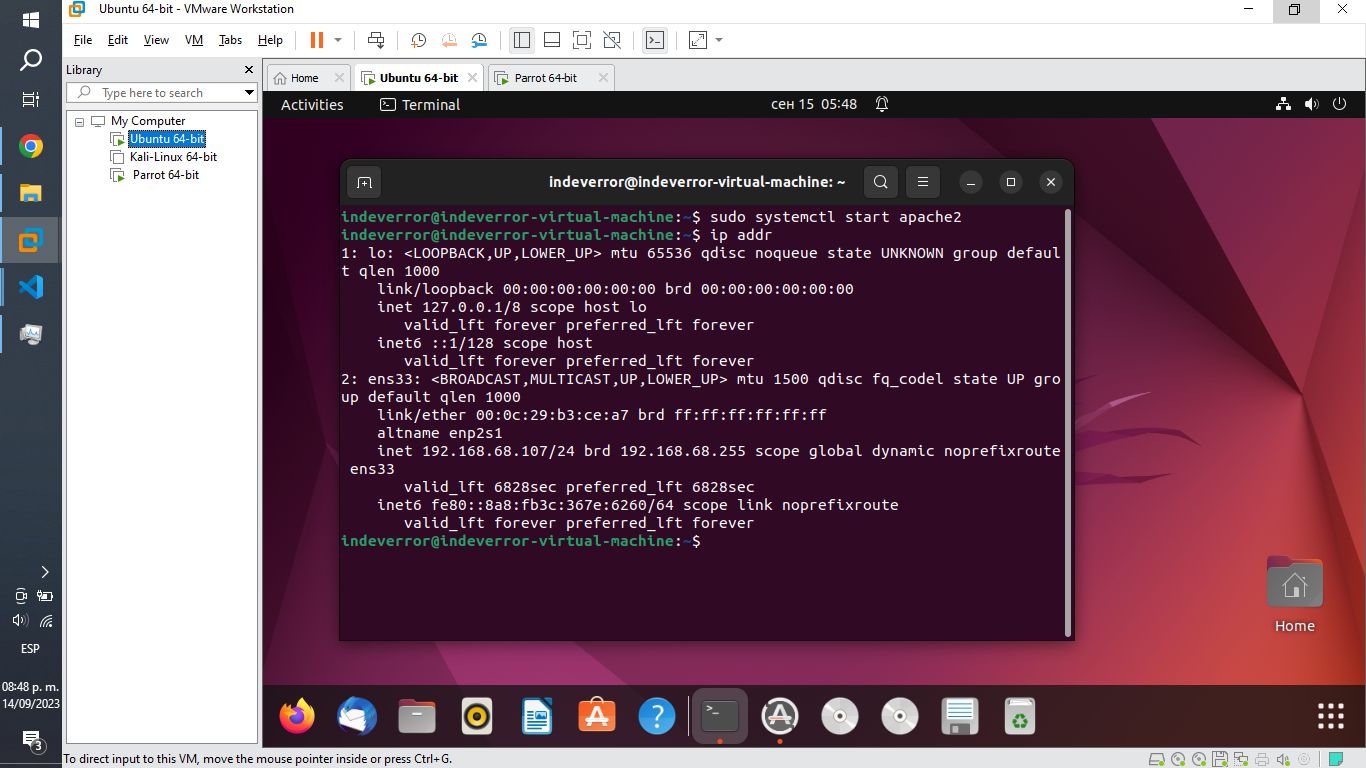 Ubuntu 64-bit - VMware Workstation
File Edit View VM Tabs Help
Library
Type here to search
My Computer
Ubuntu 64-bit
Kali-Linux 64-bit
Parrot 64-bit
Home Ubuntu 64-bit Parrot 64-bit
Activities Terminal сен 15 05:48
indeverror@indeverror-virtual-machine: ~
indeverror@indeverror-virtual-machine:~$ sudo systemctl start apache2
indeverror@indeverror-virtual-machine:~$ ip addr
1: lo: <LOOPBACK,UP,LOWER_UP> mtu 65536 qdisc noqueue state UNKNOWN group defaul
t qlen 1000
link/loopback 00:00:00:00:00:00 brd 00:00:00:00:00:00
inet 127.0.0.1/8 scope host lo
valid_lft forever preferred_lft forever
inet6 ::1/128 scope host
valid_lft forever preferred_lft forever
2: ens33: <BROADCAST,MULTICAST,UP,LOWER_UP> mtu 1500 qdisc fq_codel state UP gro
up default qlen 1000
link/ether 00:0c:29:b3:ce:a7 brd ff:ff:ff:ff:ff:ff
altname enp2s1
inet 192.168.68.107/24 brd 192.168.68.255 scope global dynamic noprefixroute
ens33
valid_lft 6828sec preferred_lft 6828sec
inet6 fe80::8a8:fb3c:367e:6260/64 scope link noprefixroute
valid_lft forever preferred_lft forever
indeverror@indeverror-virtual-machine:~$
Home
ESP
08:48 p. m.
14/09/2023
3
To direct input to this VM, move the mouse pointer inside or press Ctrl+G.